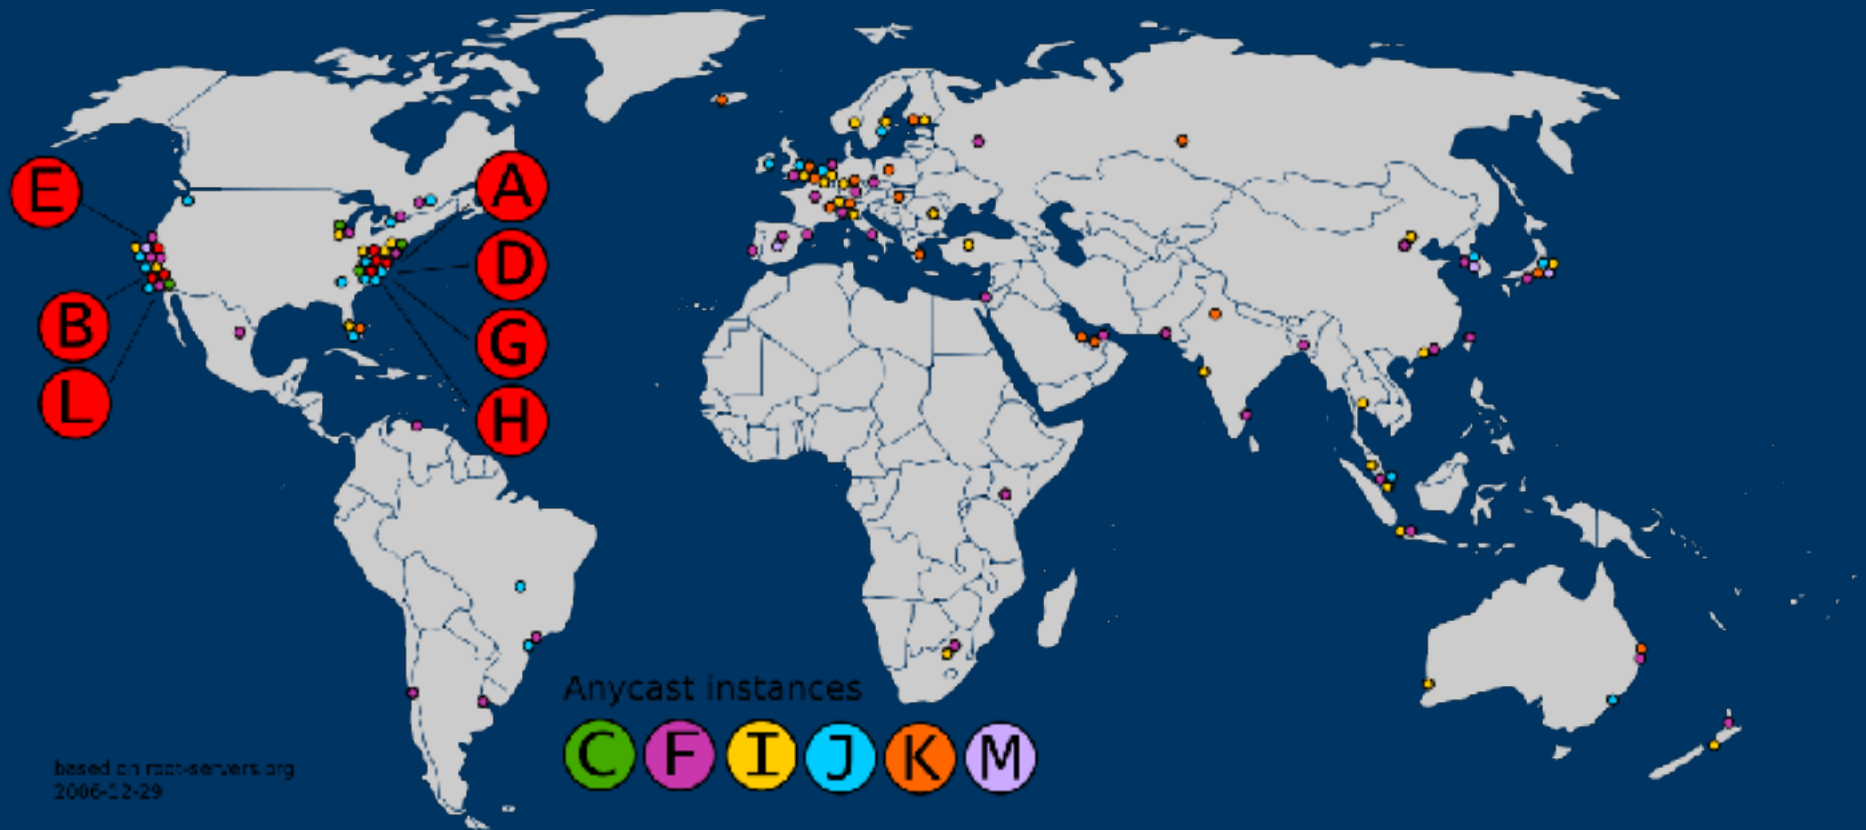 E
A
D
B
G
L
H
Anycast instances
C F I J K M
based on root-servers.org
2006-12-29